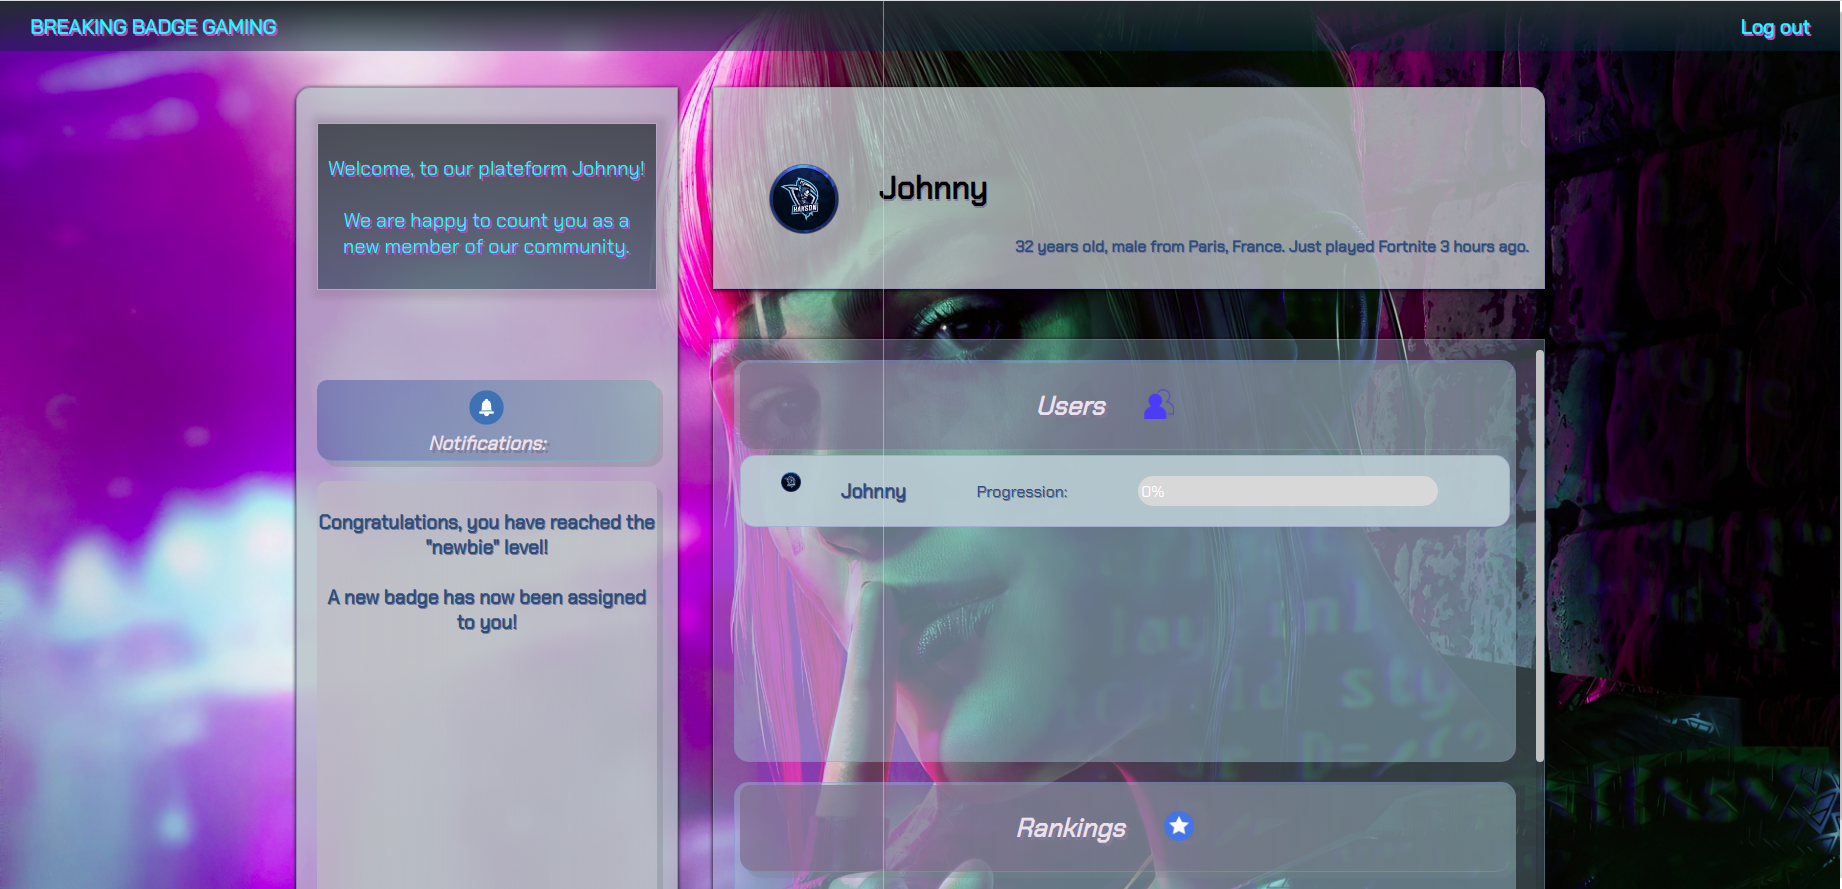 BREAKING BADGE GAMING
Log out
Welcome, to our plateform Johnny!
We are happy to count you as a
new member of our community.
HANSON
Johnny
32 years old, male from Paris, France. Just played Fortnite 3 hours ago.
Notifications:
Congratulations, you have reached the
"newbie" level!
A new badge has now been assigned
to you!
Users
Johnny
Progression:
0%
Rankings